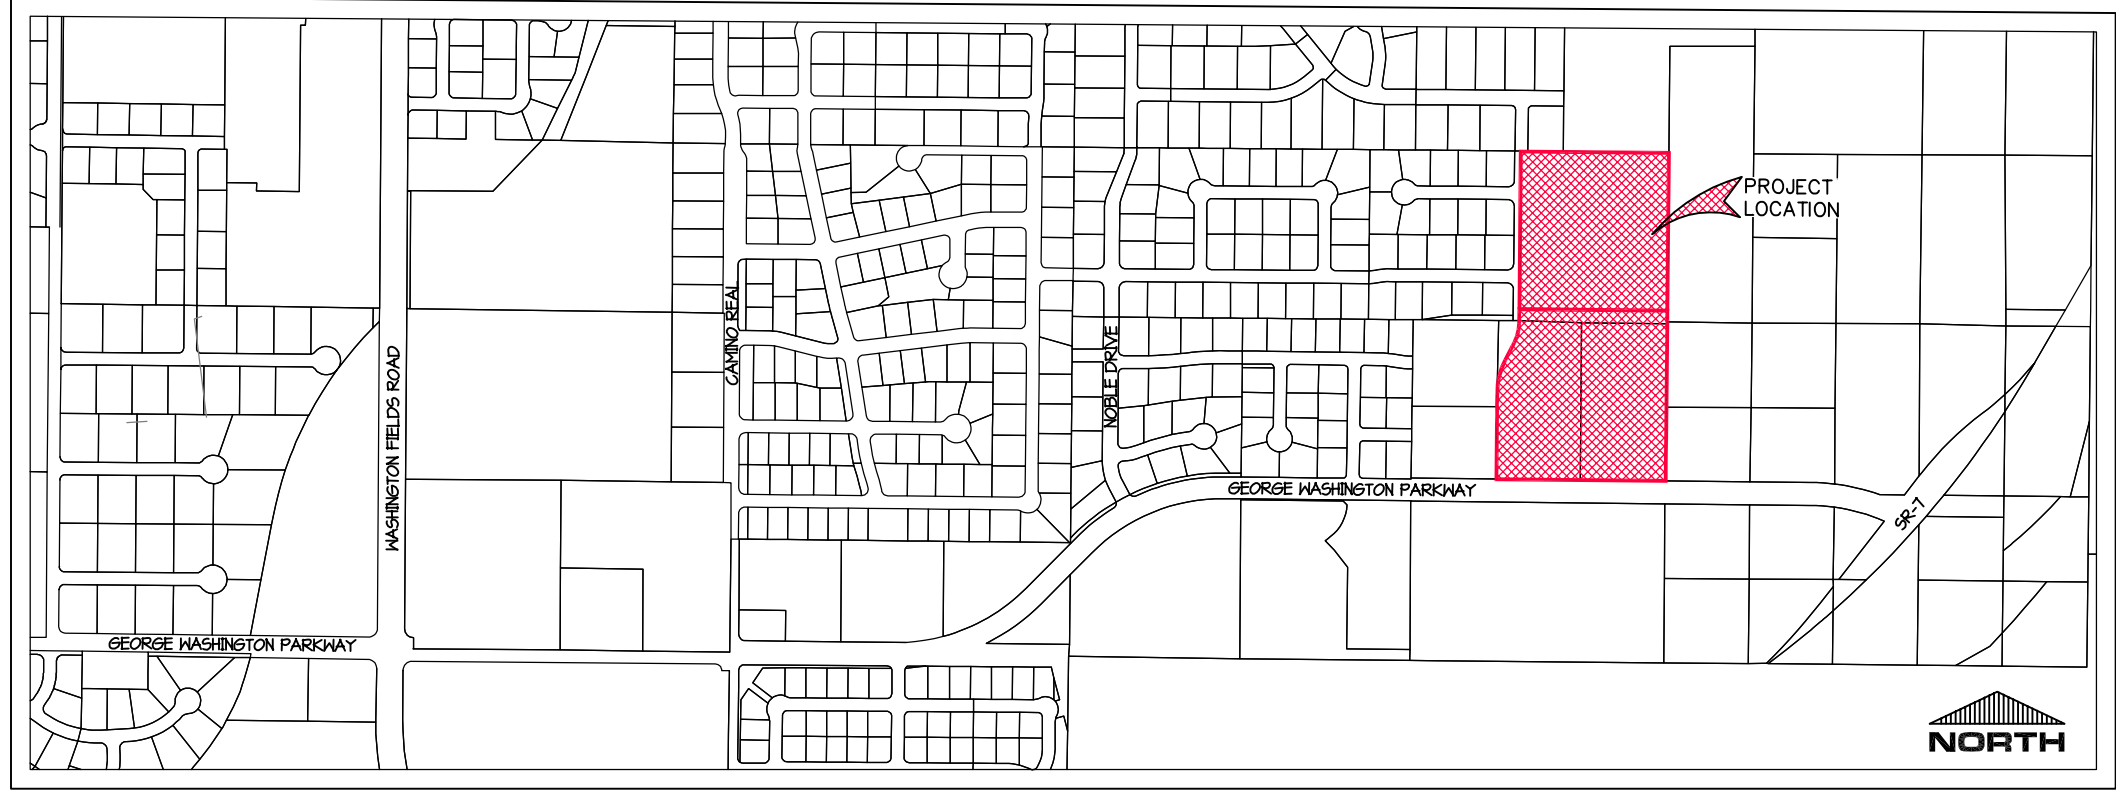 PROJECT
LOCATION
CAMINO REAL
NOBLE DRIVE
WASHINGTON FIELDS ROAD
GEORGE WASHINGTON PARKWAY
SR-7
GEORGE WASHINGTON PARKWAY
NORTH